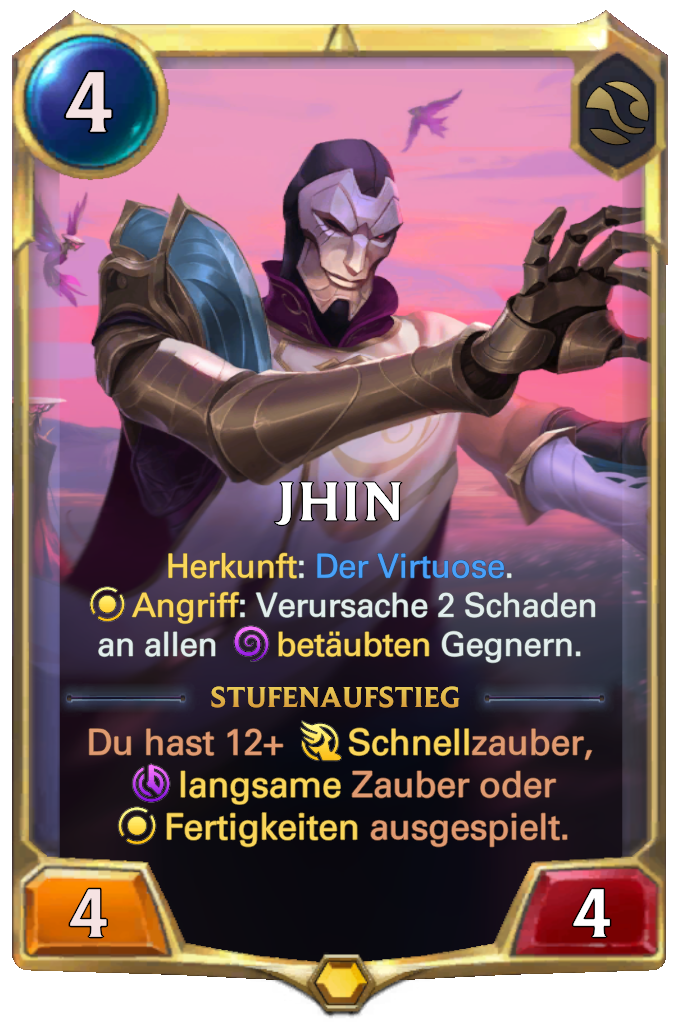 4
JHIN
Herkunft: Der Virtuose.
Angriff: Verursache 2 Schaden
an allen betäubten Gegnern.
STUFENAUFSTIEG
Du hast 12+ Schnellzauber,
langsame Zauber oder
Fertigkeiten ausgespielt.
4
4